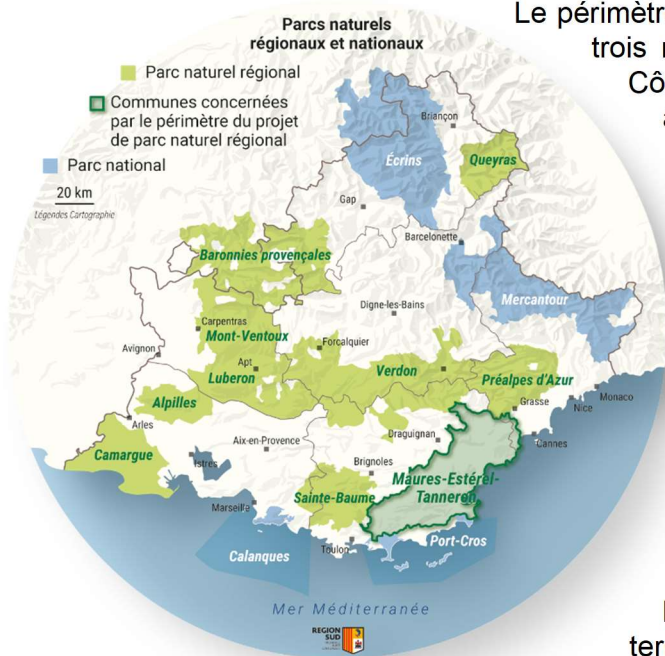 Parcs naturels
régionaux et nationaux
Parc naturel régional
Communes concernées
par le périmètre du projet
de parc naturel régional
Parc national
20 km
Légendes Cartographie
Le périmètr
trois
Cô
Briançon
Écrins
Queyras
Gap
Barcelonette
Baronnies provençales
Mercantour
Digne-les-Bains
Carpentras
Mont-Ventoux
Forcalquier
Avignon
Apt
Luberon
Verdon
Préalpes d'Azur
Monaco
Nice
Grasse
Alpilles
Arles
Cannes
Draguignan
Aix-en-Provence
Camargue
Istres
Brignoles
Maures-Estérel-
Tanneron
Sainte-Baume
Marseille
Toulon
Port-Cros
Calanques
Mer Méditerranée
REGION
SUD
ter